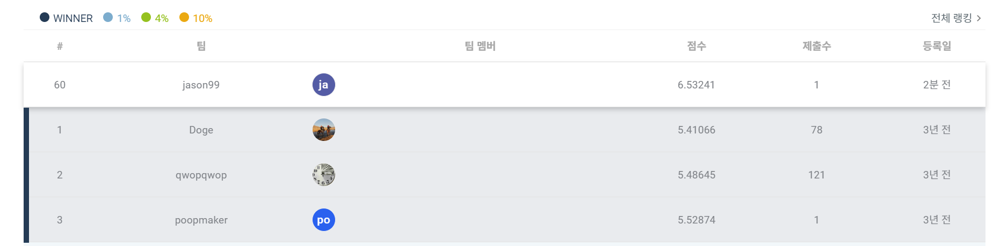 WINNER 1% 4% 10% 전체 랭킹 >
# 팀 팀 멤버 점수 제출수 등록일
60 jason99 ja 6.53241 1 2분 전
1 Doge 5.41066 78 3년 전
2 qwopqwop 5.48645 121 3년 전
3 poopmaker po 5.52874 1 3년 전